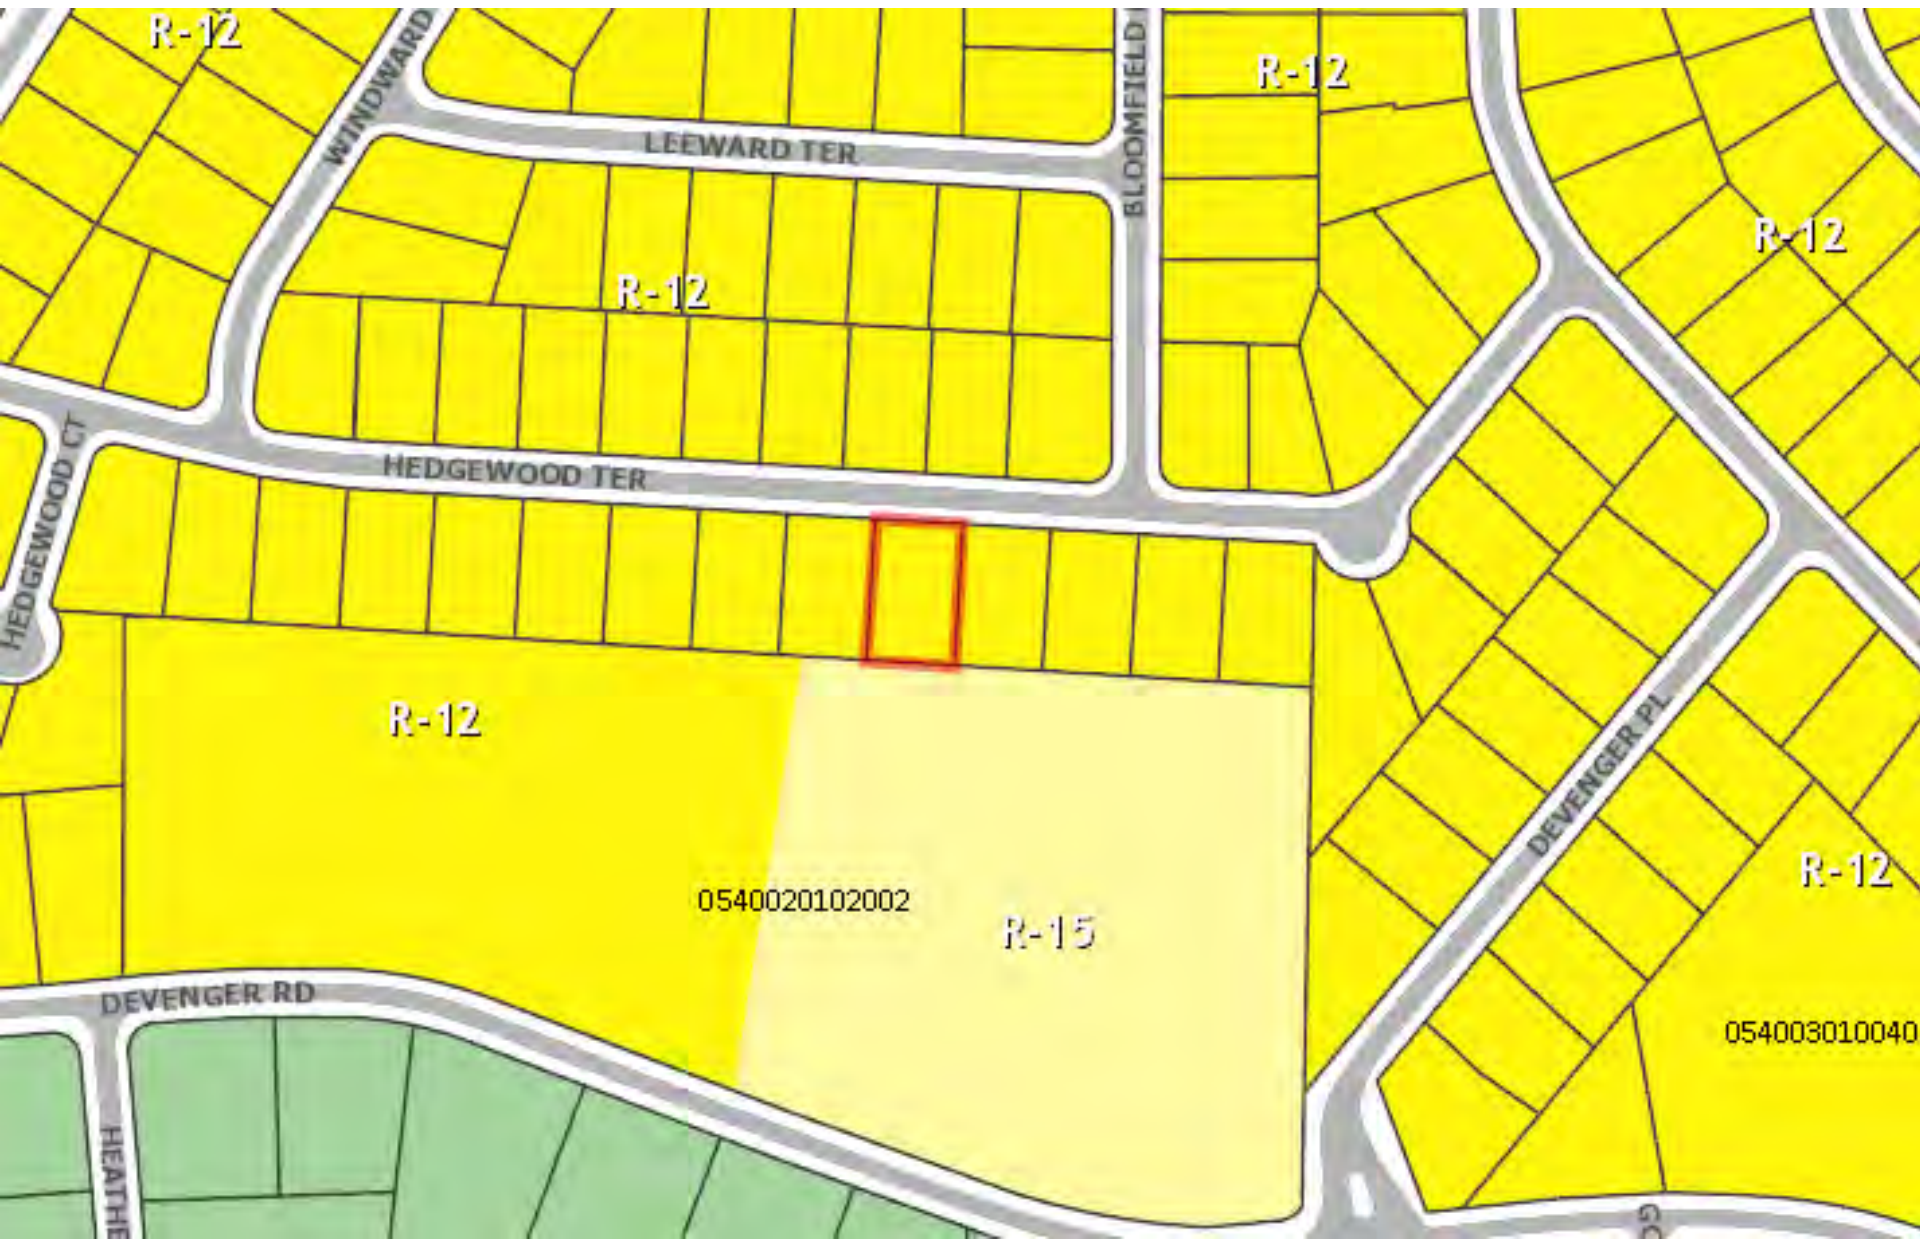 R-12
WINDWARD
BLOOMFIELD
R-12
LEEWARD TER
R-12
R-12
HEDGEWOOD TER
HEDGEWOOD CT
R-12
DEVENGER PL
R-12
0540020102002
R-15
DEVENGER RD
054003010040
HEATHE